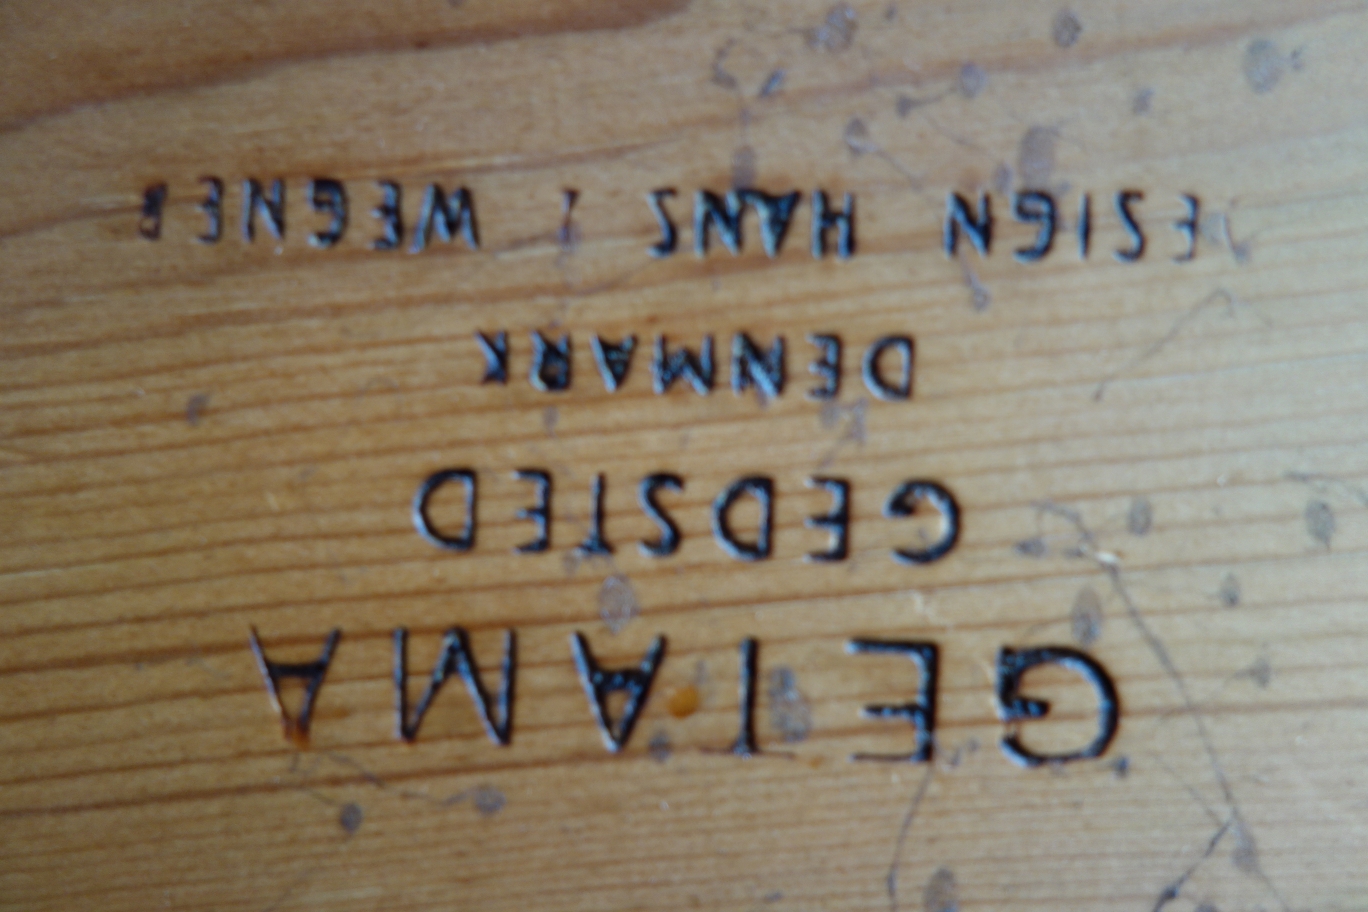 GETAMA
GEDSTED
DENMARK
DESIGN HANS J WEGNER